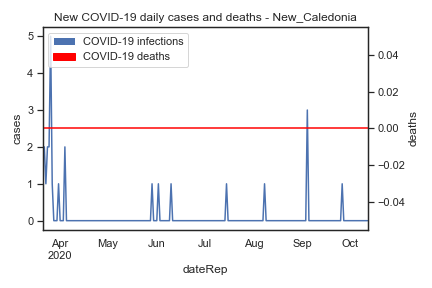 New COVID-19 daily cases and deaths - New_Caledonia
COVID-19 infections
COVID-19 deaths
5
4
3
2
1
0
cases
0.04
0.02
0.00
−0.02
−0.04
deaths
Apr May Jun Jul Aug Sep Oct
2020
dateRep